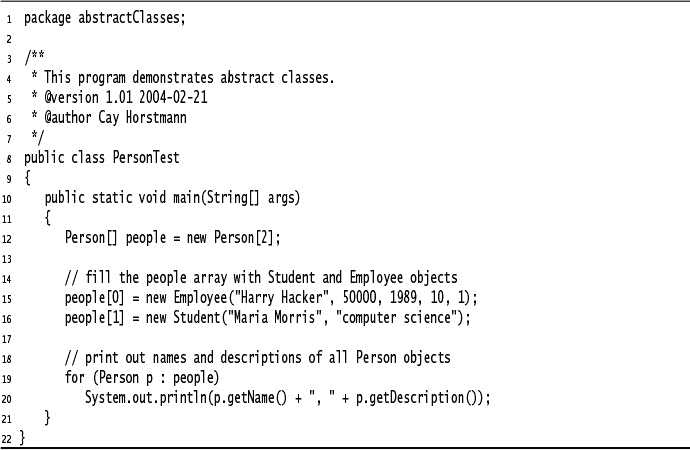 1 package abstractClasses;
2
3 /**
4  * This program demonstrates abstract classes.
5  * @version 1.01 2004-02-21
6  * @author Cay Horstmann
7  */
8 public class PersonTest
9 {
10    public static void main(String[] args)
11    {
12       Person[] people = new Person[2];
13
14       // fill the people array with Student and Employee objects
15       people[0] = new Employee("Harry Hacker", 50000, 1989, 10, 1);
16       people[1] = new Student("Maria Morris", "computer science");
17
18       // print out names and descriptions of all Person objects
19       for (Person p : people)
20          System.out.println(p.getName() + ", " + p.getDescription());
21    }
22 }